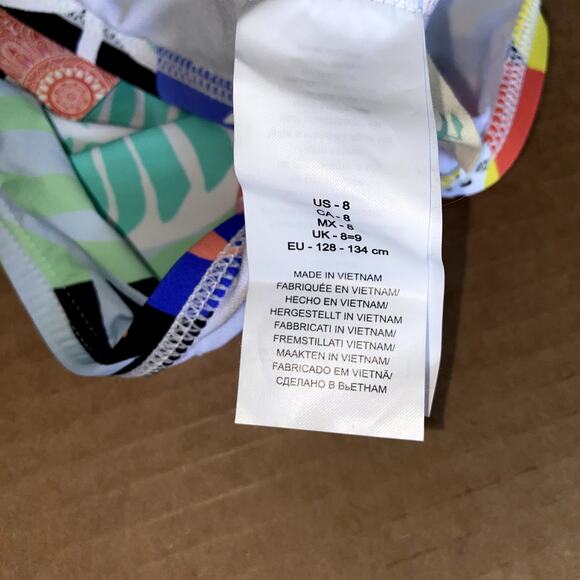 US - 8
CA - 8
MX - 8
UK - 8=9
EU - 128 - 134 cm
MADE IN VIETNAM
FABRIQUÉE EN VIETNAM/
HECHO EN VIETNAM/
HERGESTELLT IN VIETNAM/
FABBRICATI IN VIETNAM/
FREMSTILLATI VIETNAM/
MAAKTEN IN VIETNAM/
FABRICADO EM VIETNÃ/
СДЕЛАНО В ВьЕТНАМ